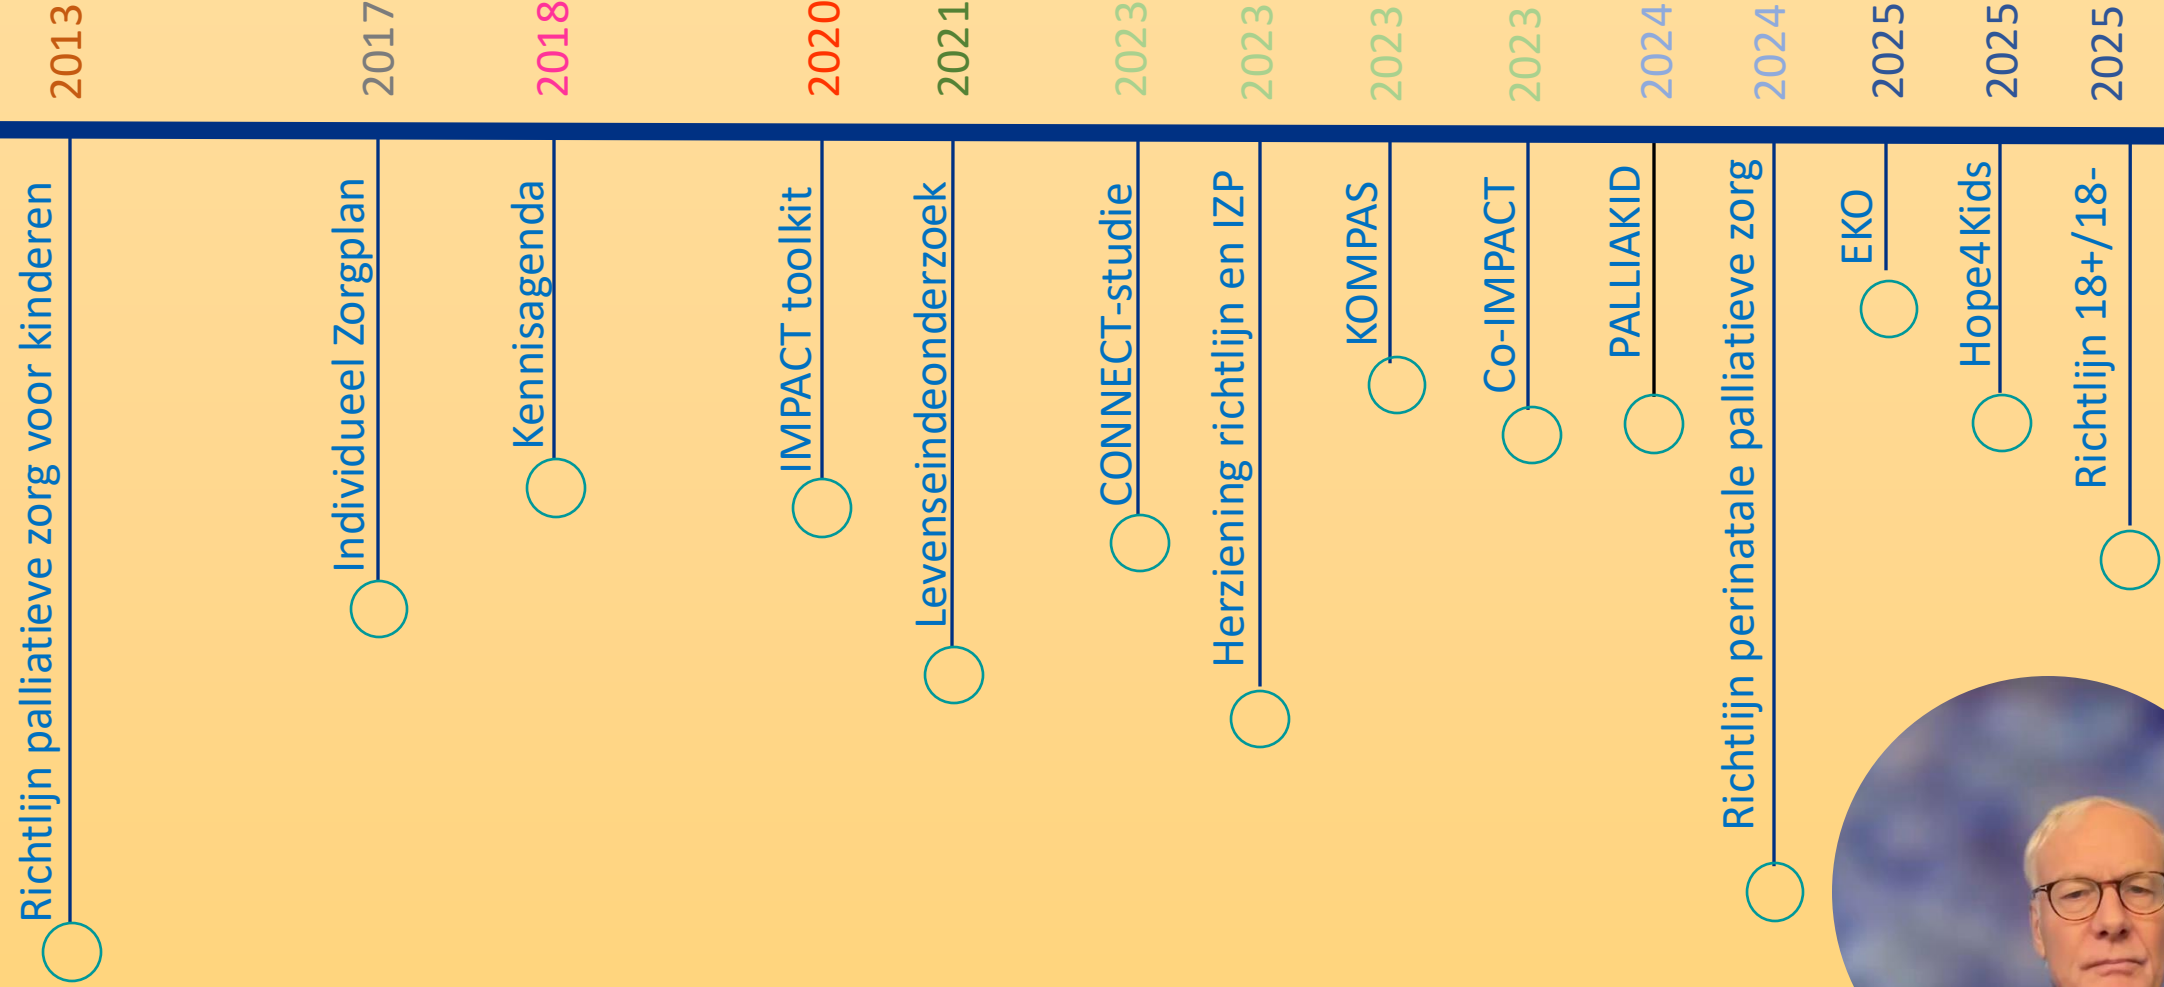 2013
2017
2018
2020
2021
2023
2023
2023
2023
2024
2024
2025
2025
2025
Richtlijn palliatieve zorg voor kinderen
Individueel Zorgplan
Kennisagenda
IMPACT toolkit
Levenseindeonderzoek
CONNECT-studie
Herziening richtlijn en IZP
KOMPAS
Co-IMPACT
PALLIAKID
Richtlijn perinatale palliatieve zorg
EKO
Hope4Kids
Richtlijn 18+/18-